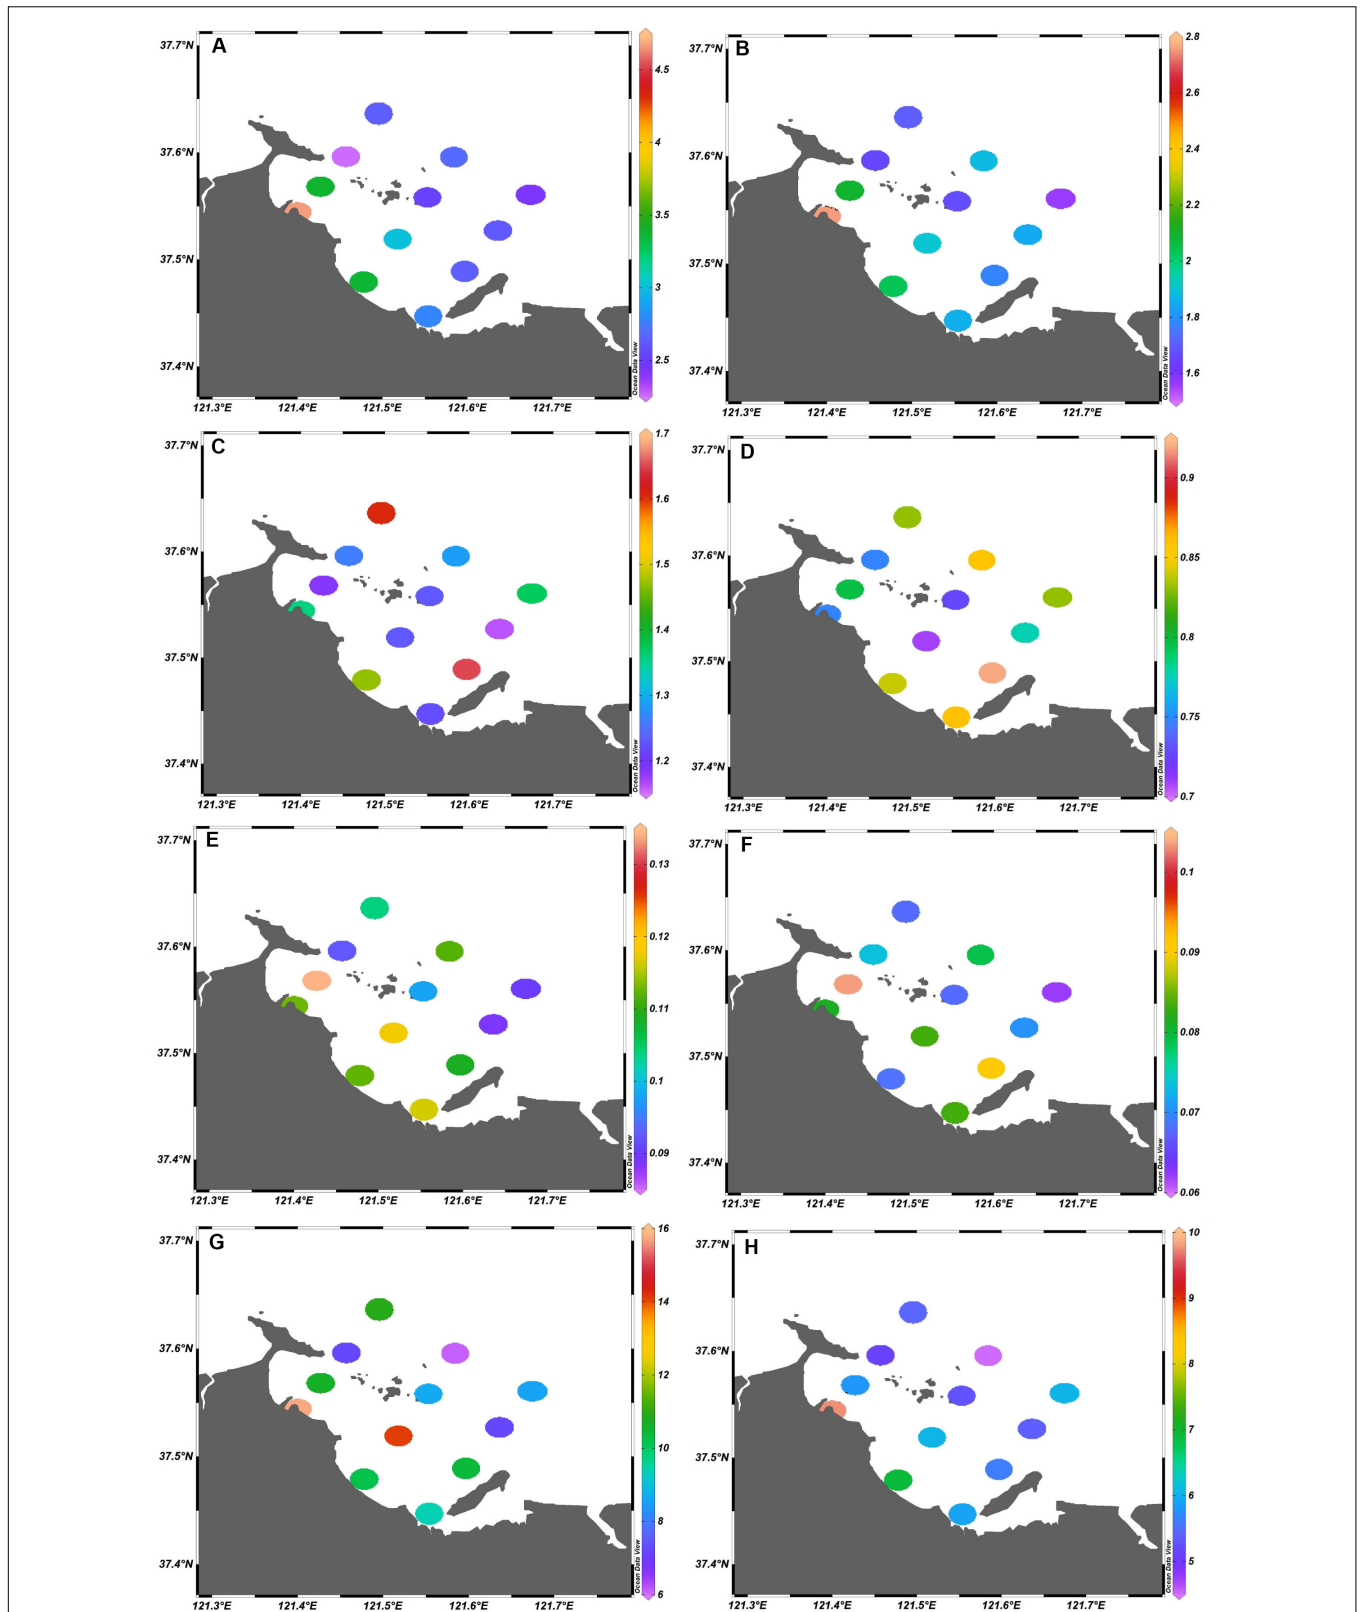 A
37.7°N
37.6°N
37.5°N
37.4°N
121.3°E 121.4°E 121.5°E 121.6°E 121.7°E
4.5
4
3.5
3
2.5
Ocean Data View
B
37.7°N
37.6°N
37.5°N
37.4°N
121.3°E 121.4°E 121.5°E 121.6°E 121.7°E
2.8
2.6
2.4
2.2
2
1.8
1.6
Ocean Data View
C
37.7°N
37.6°N
37.5°N
37.4°N
121.3°E 121.4°E 121.5°E 121.6°E 121.7°E
1.7
1.6
1.5
1.4
1.3
1.2
Ocean Data View
D
37.7°N
37.6°N
37.5°N
37.4°N
121.3°E 121.4°E 121.5°E 121.6°E 121.7°E
0.9
0.85
0.8
0.75
0.7
Ocean Data View
E
37.7°N
37.6°N
37.5°N
37.4°N
121.3°E 121.4°E 121.5°E 121.6°E 121.7°E
0.13
0.12
0.11
0.1
0.09
Ocean Data View
F
37.7°N
37.6°N
37.5°N
37.4°N
121.3°E 121.4°E 121.5°E 121.6°E 121.7°E
0.1
0.09
0.08
0.07
0.06
Ocean Data View
G
37.7°N
37.6°N
37.5°N
37.4°N
121.3°E 121.4°E 121.5°E 121.6°E 121.7°E
16
14
12
10
8
6
Ocean Data View
H
37.7°N
37.6°N
37.5°N
37.4°N
121.3°E 121.4°E 121.5°E 121.6°E 121.7°E
10
9
8
7
6
5
Ocean Data View